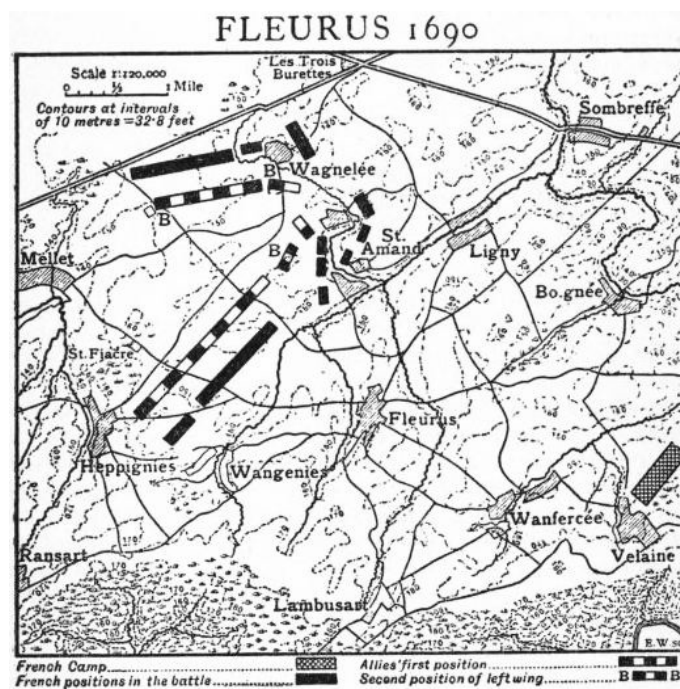 FLEURUS 1690
Scale 1:120,000
0 ½ 1 Mile
Contours at intervals
of 10 metres = 32·8 feet
Les Trois
Burettes
Sombreffe
Wagnelée
B
B
B
St.
Amand
Ligny
Mellet
Bo.gnée
St. Fiacre
Fleurus
Heppignies
Wangenies
Wanfercée
Velaine
Ransart
Lambusart
E.W.
French Camp
French positions in the battle
Allies' first position
Second position of left wing B B